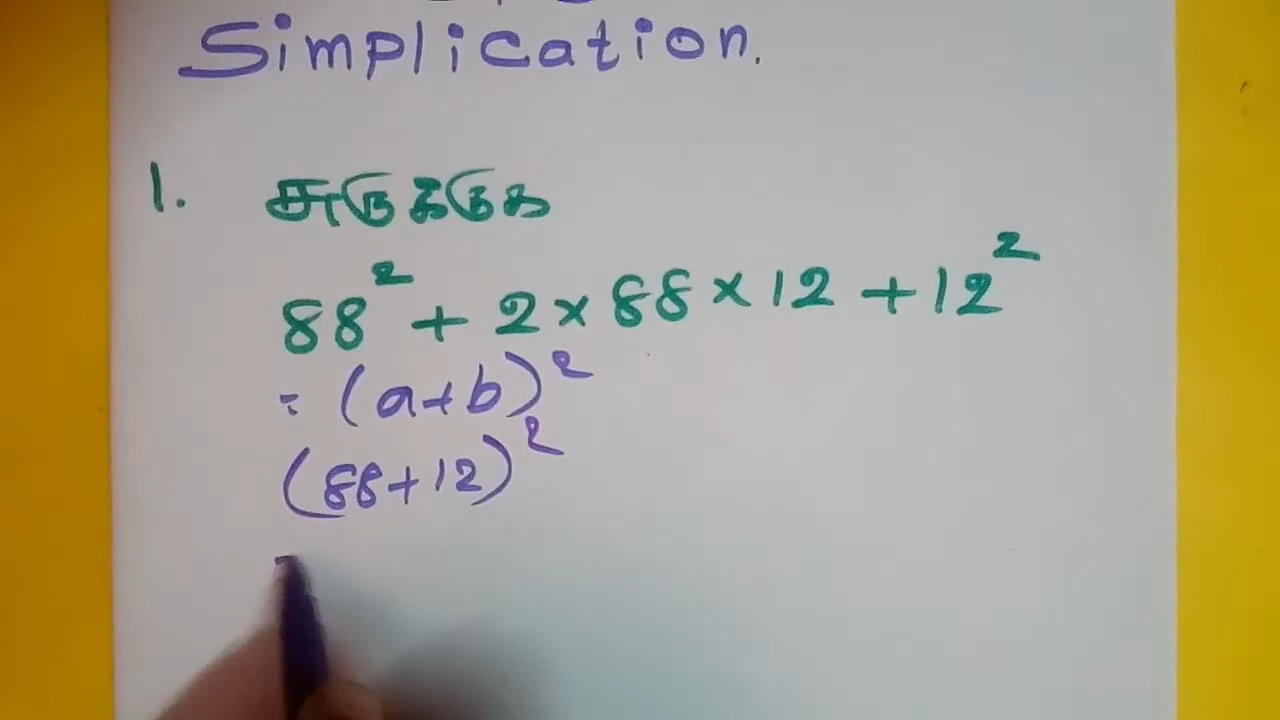 Simplication.
1. சுருக்குக
88² + 2 × 88 × 12 + 12²
= (a+b)²
(88+12)²